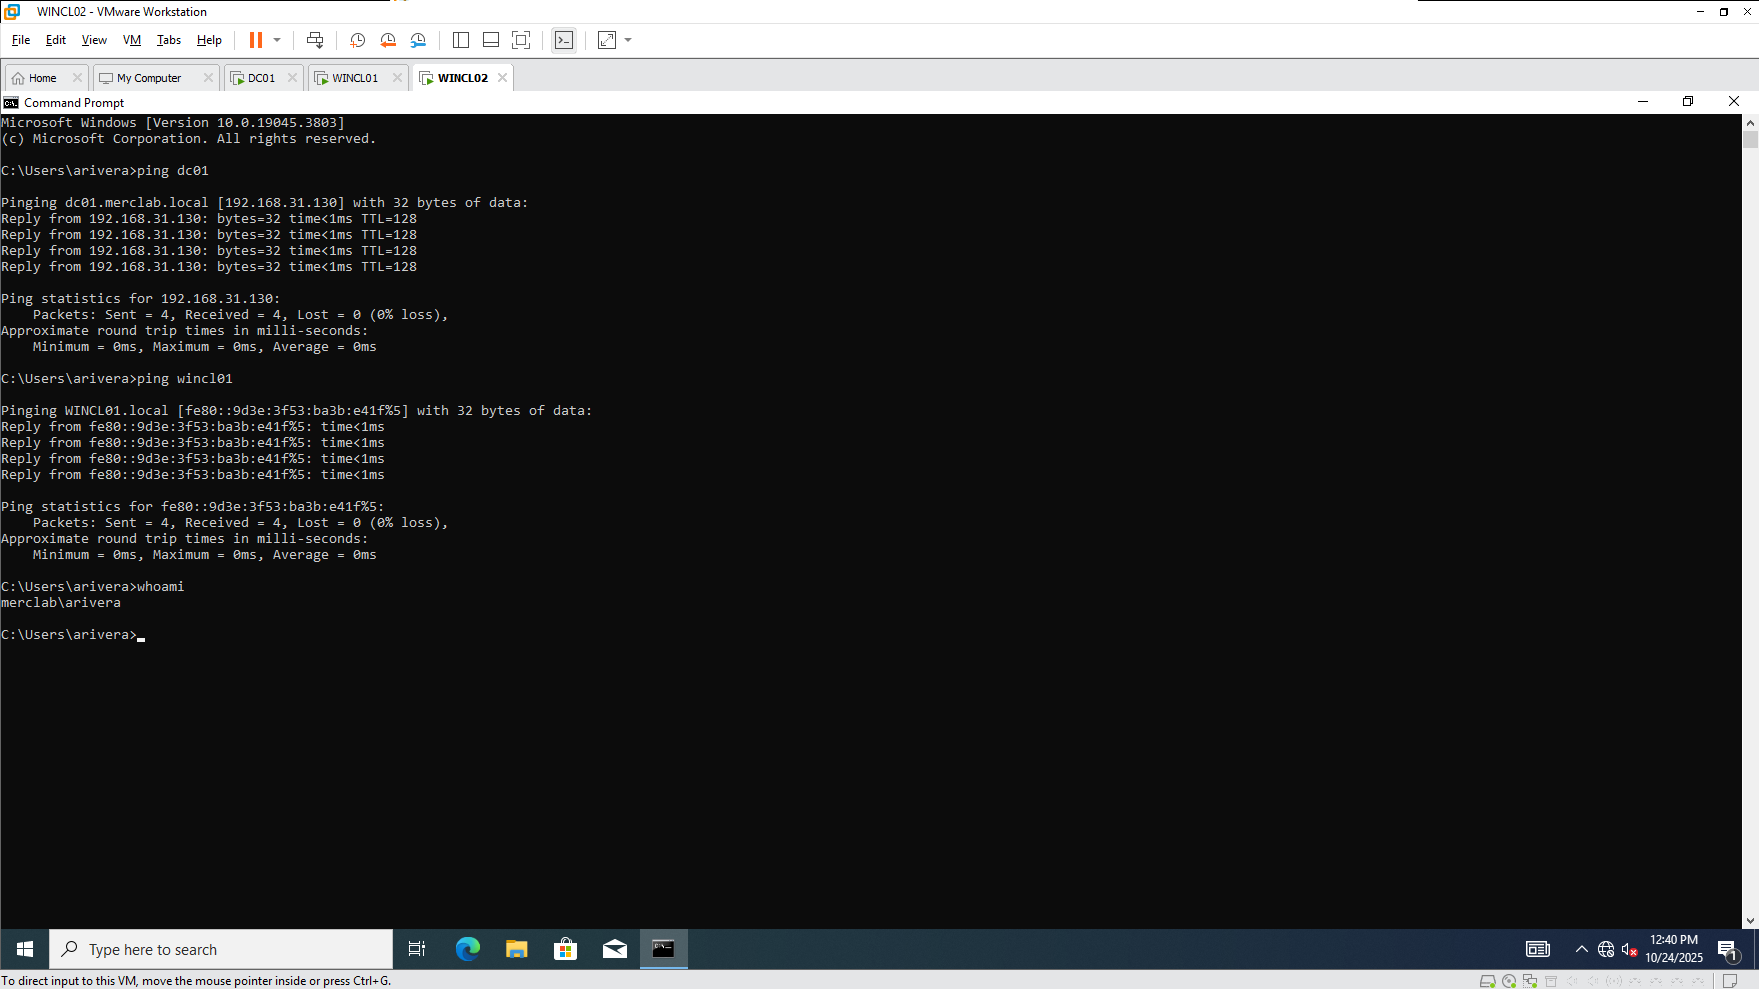 WINCL02 - VMware Workstation
File Edit View VM Tabs Help
Home My Computer DC01 WINCL01 WINCL02
Command Prompt
Microsoft Windows [Version 10.0.19045.3803]
(c) Microsoft Corporation. All rights reserved.
C:\Users\arivera>ping dc01
Pinging dc01.merclab.local [192.168.31.130] with 32 bytes of data:
Reply from 192.168.31.130: bytes=32 time<1ms TTL=128
Reply from 192.168.31.130: bytes=32 time<1ms TTL=128
Reply from 192.168.31.130: bytes=32 time<1ms TTL=128
Reply from 192.168.31.130: bytes=32 time<1ms TTL=128
Ping statistics for 192.168.31.130:
    Packets: Sent = 4, Received = 4, Lost = 0 (0% loss),
Approximate round trip times in milli-seconds:
    Minimum = 0ms, Maximum = 0ms, Average = 0ms
C:\Users\arivera>ping wincl01
Pinging WINCL01.local [fe80::9d3e:3f53:ba3b:e41f%5] with 32 bytes of data:
Reply from fe80::9d3e:3f53:ba3b:e41f%5: time<1ms
Reply from fe80::9d3e:3f53:ba3b:e41f%5: time<1ms
Reply from fe80::9d3e:3f53:ba3b:e41f%5: time<1ms
Reply from fe80::9d3e:3f53:ba3b:e41f%5: time<1ms
Ping statistics for fe80::9d3e:3f53:ba3b:e41f%5:
    Packets: Sent = 4, Received = 4, Lost = 0 (0% loss),
Approximate round trip times in milli-seconds:
    Minimum = 0ms, Maximum = 0ms, Average = 0ms
C:\Users\arivera>whoami
merclab\arivera
C:\Users\arivera>
Type here to search
12:40 PM
10/24/2025
1
To direct input to this VM, move the mouse pointer inside or press Ctrl+G.